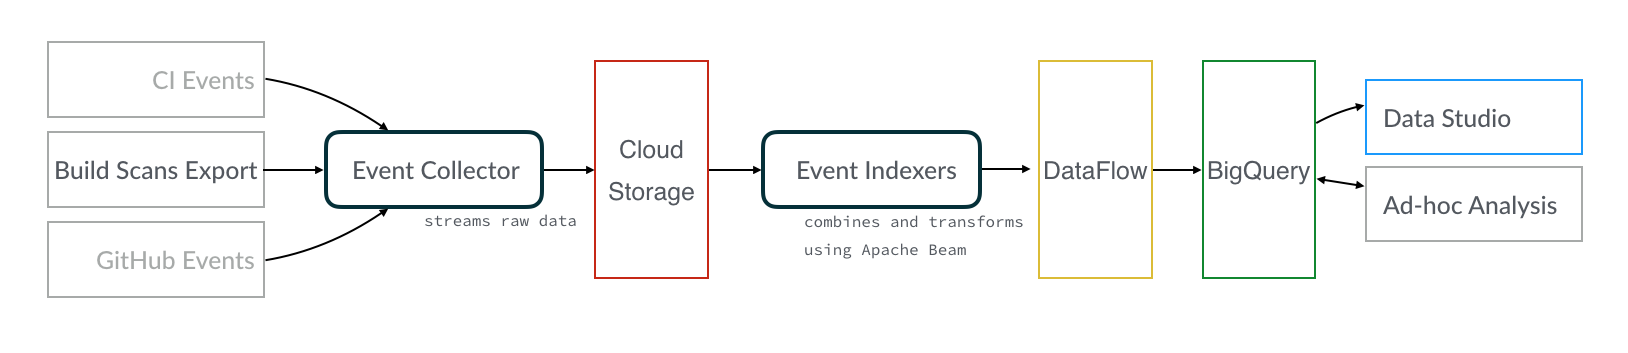 CI Events
Build Scans Export
GitHub Events
Event Collector
streams raw data
Cloud
Storage
Event Indexers
combines and transforms
using Apache Beam
DataFlow
BigQuery
Data Studio
Ad-hoc Analysis